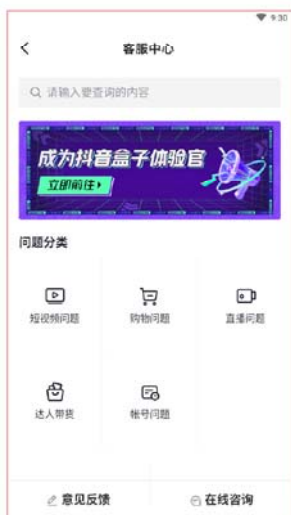 9:30
客服中心
请输入要查询的内容
成为抖音盒子体验官
立即前往
问题分类
短视频问题
购物问题
直播问题
达人带货
帐号问题
意见反馈
在线咨询